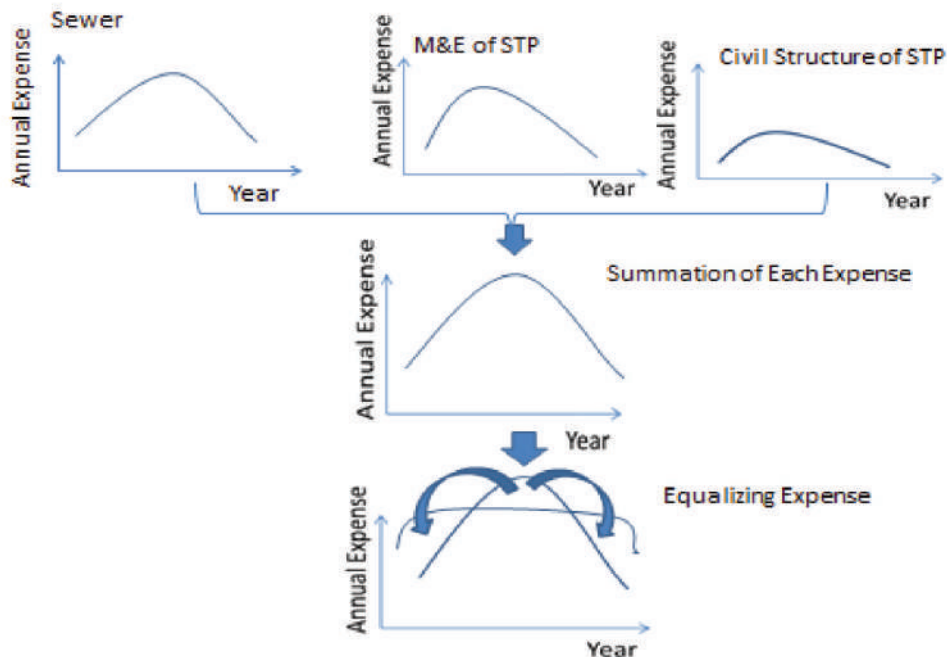 Sewer
Annual Expense
Year
M&E of STP
Annual Expense
Year
Civil Structure of STP
Annual Expense
Year
Summation of Each Expense
Annual Expense
Year
Equalizing Expense
Annual Expense
Year